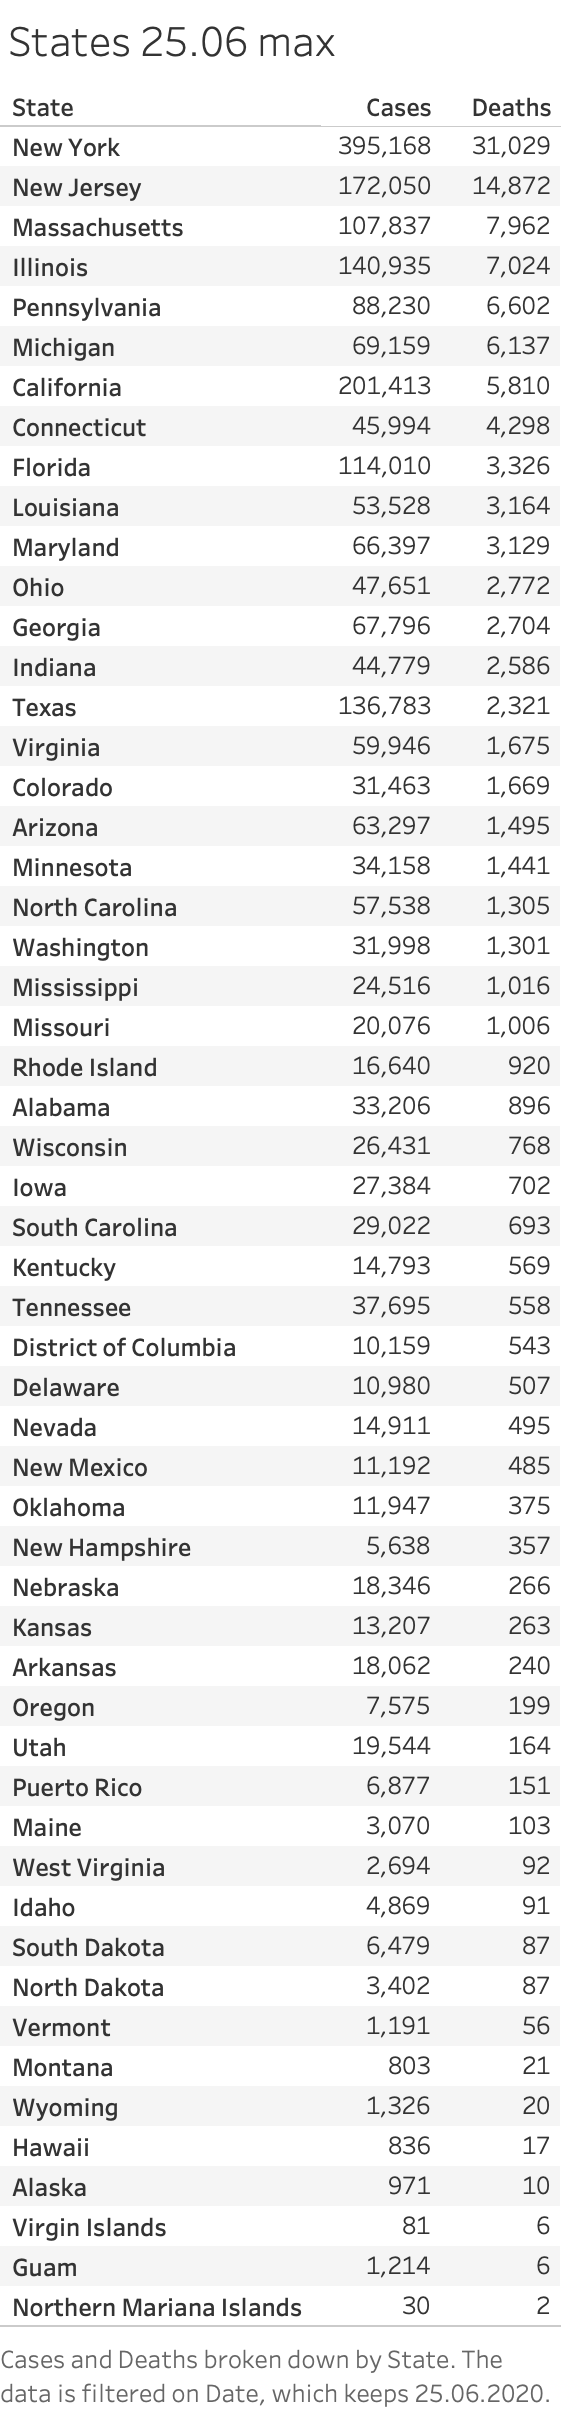 States 25.06 max
State Cases Deaths
New York 395,168 31,029
New Jersey 172,050 14,872
Massachusetts 107,837 7,962
Illinois 140,935 7,024
Pennsylvania 88,230 6,602
Michigan 69,159 6,137
California 201,413 5,810
Connecticut 45,994 4,298
Florida 114,010 3,326
Louisiana 53,528 3,164
Maryland 66,397 3,129
Ohio 47,651 2,772
Georgia 67,796 2,704
Indiana 44,779 2,586
Texas 136,783 2,321
Virginia 59,946 1,675
Colorado 31,463 1,669
Arizona 63,297 1,495
Minnesota 34,158 1,441
North Carolina 57,538 1,305
Washington 31,998 1,301
Mississippi 24,516 1,016
Missouri 20,076 1,006
Rhode Island 16,640 920
Alabama 33,206 896
Wisconsin 26,431 768
Iowa 27,384 702
South Carolina 29,022 693
Kentucky 14,793 569
Tennessee 37,695 558
District of Columbia 10,159 543
Delaware 10,980 507
Nevada 14,911 495
New Mexico 11,192 485
Oklahoma 11,947 375
New Hampshire 5,638 357
Nebraska 18,346 266
Kansas 13,207 263
Arkansas 18,062 240
Oregon 7,575 199
Utah 19,544 164
Puerto Rico 6,877 151
Maine 3,070 103
West Virginia 2,694 92
Idaho 4,869 91
South Dakota 6,479 87
North Dakota 3,402 87
Vermont 1,191 56
Montana 803 21
Wyoming 1,326 20
Hawaii 836 17
Alaska 971 10
Virgin Islands 81 6
Guam 1,214 6
Northern Mariana Islands 30 2
Cases and Deaths broken down by State. The
data is filtered on Date, which keeps 25.06.2020.